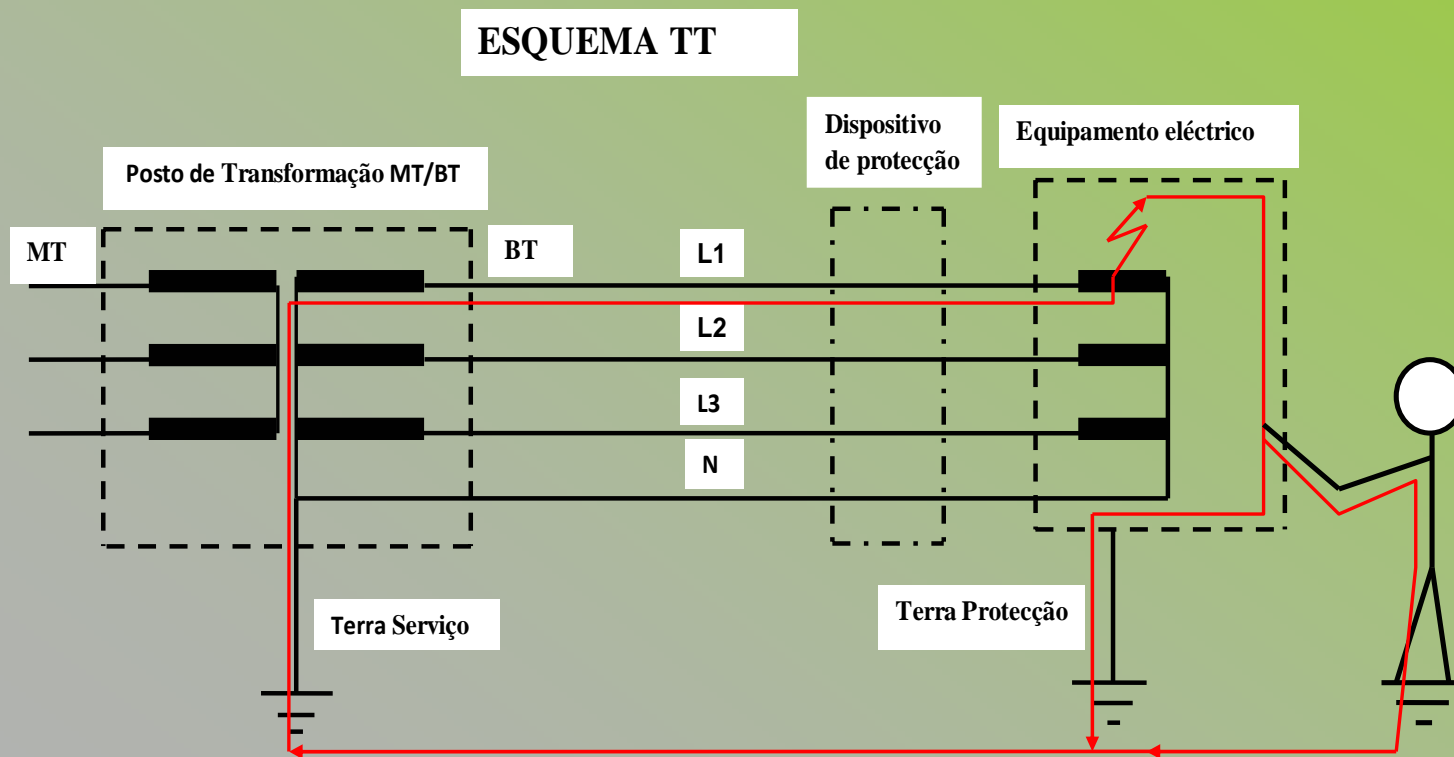 ESQUEMA TT
Dispositivo
de protecção
Equipamento eléctrico
Posto de Transformação MT/BT
MT
BT
L1
L2
L3
N
Terra Serviço
Terra Protecção